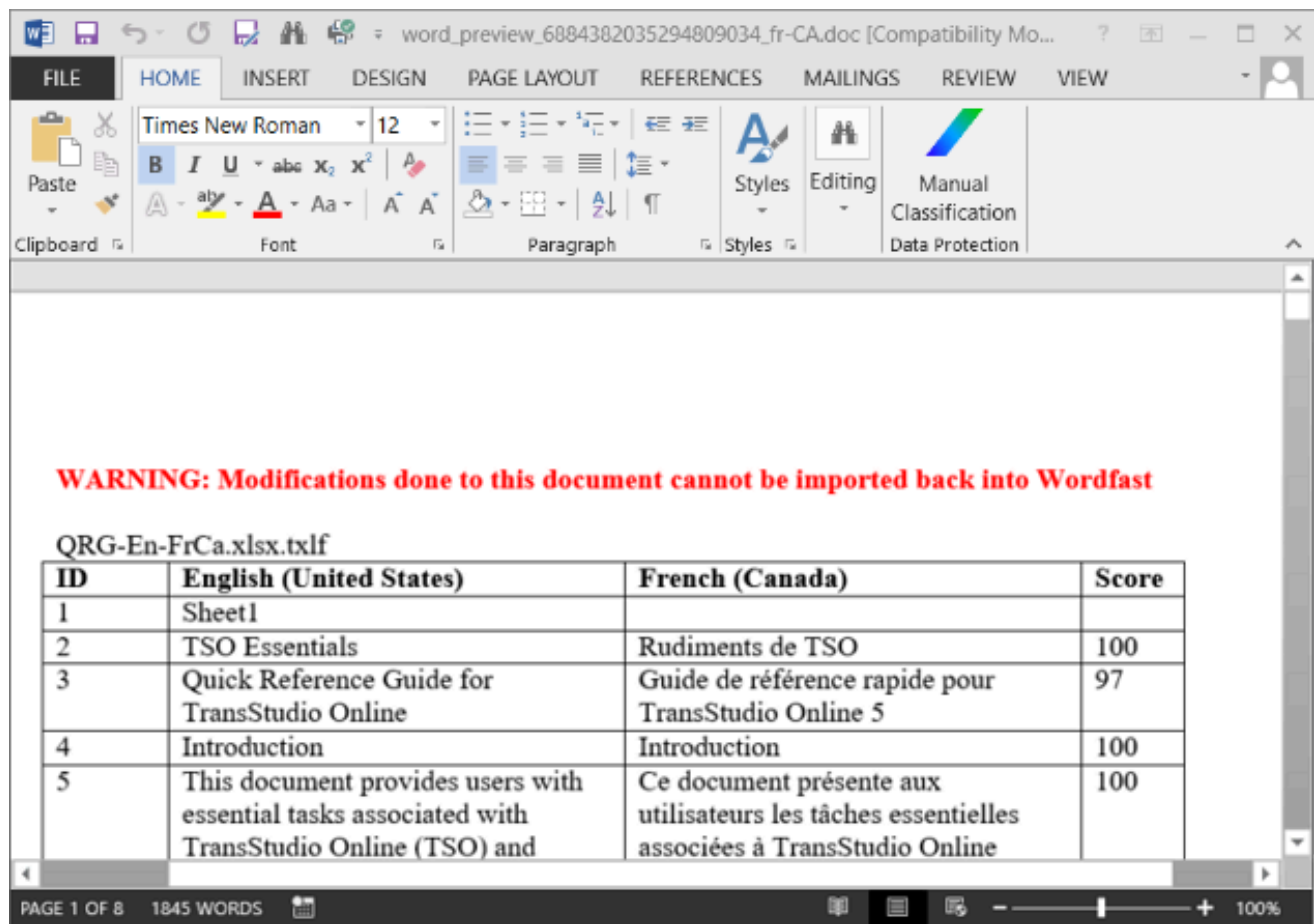 word_preview_6884382035294809034_fr-CA.doc [Compatibility Mo... ?
FILE HOME INSERT DESIGN PAGE LAYOUT REFERENCES MAILINGS REVIEW VIEW
Times New Roman 12
B I U abc X₂ X² A
Paste
A aby A Aa A A
A Z
Styles
Editing
Manual
Classification
Clipboard Font Paragraph Styles Data Protection
WARNING: Modifications done to this document cannot be imported back into Wordfast
QRG-En-FrCa.xlsx.txlf
ID English (United States) French (Canada) Score
1 Sheet1
2 TSO Essentials Rudiments de TSO 100
3 Quick Reference Guide for Guide de référence rapide pour 97
TransStudio Online TransStudio Online 5
4 Introduction Introduction 100
5 This document provides users with Ce document présente aux 100
essential tasks associated with utilisateurs les tâches essentielles
TransStudio Online (TSO) and associées à TransStudio Online
PAGE 1 OF 8 1845 WORDS 100%